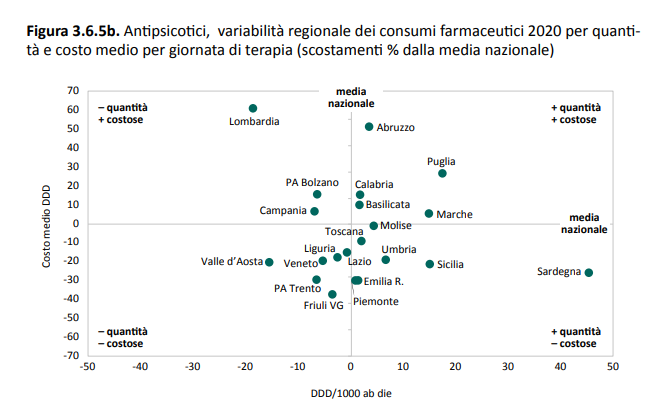 Figura 3.6.5b. Antipsicotici, variabilità regionale dei consumi farmaceutici 2020 per quanti-
tà e costo medio per giornata di terapia (scostamenti % dalla media nazionale)
Costo medio DDD
70
60
50
40
30
20
10
0
-10
-20
-30
-40
-50
-60
-70
– quantità
+ costose
media
nazionale
+ quantità
+ costose
Lombardia
Abruzzo
Puglia
PA Bolzano
Calabria
Campania
Basilicata
Marche
media
nazionale
Molise
Toscana
Liguria
Umbria
Valle d’Aosta
Veneto
Lazio
Sicilia
Sardegna
PA Trento
Emilia R.
Friuli VG
Piemonte
– quantità
– costose
+ quantità
– costose
-50
-40
-30
-20
-10
0
10
20
30
40
50
DDD/1000 ab die